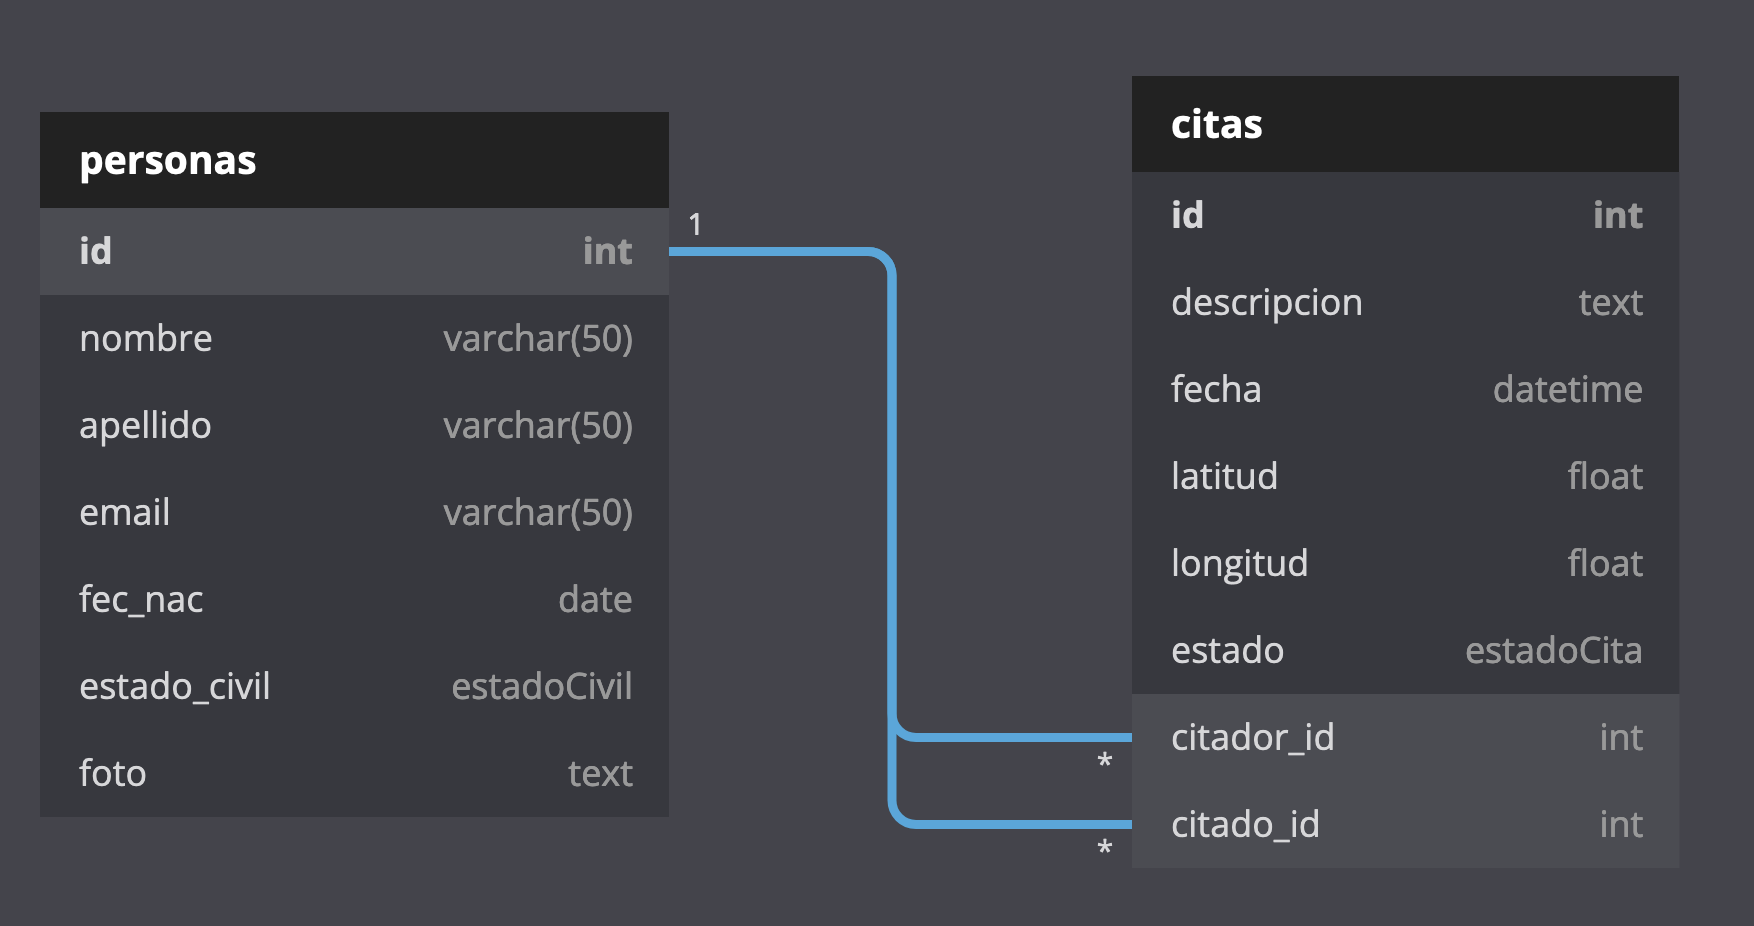 personas
id int
nombre varchar(50)
apellido varchar(50)
email varchar(50)
fec_nac date
estado_civil estadoCivil
foto text
1
*
*
citas
id int
descripcion text
fecha datetime
latitud float
longitud float
estado estadoCita
citador_id int
citado_id int